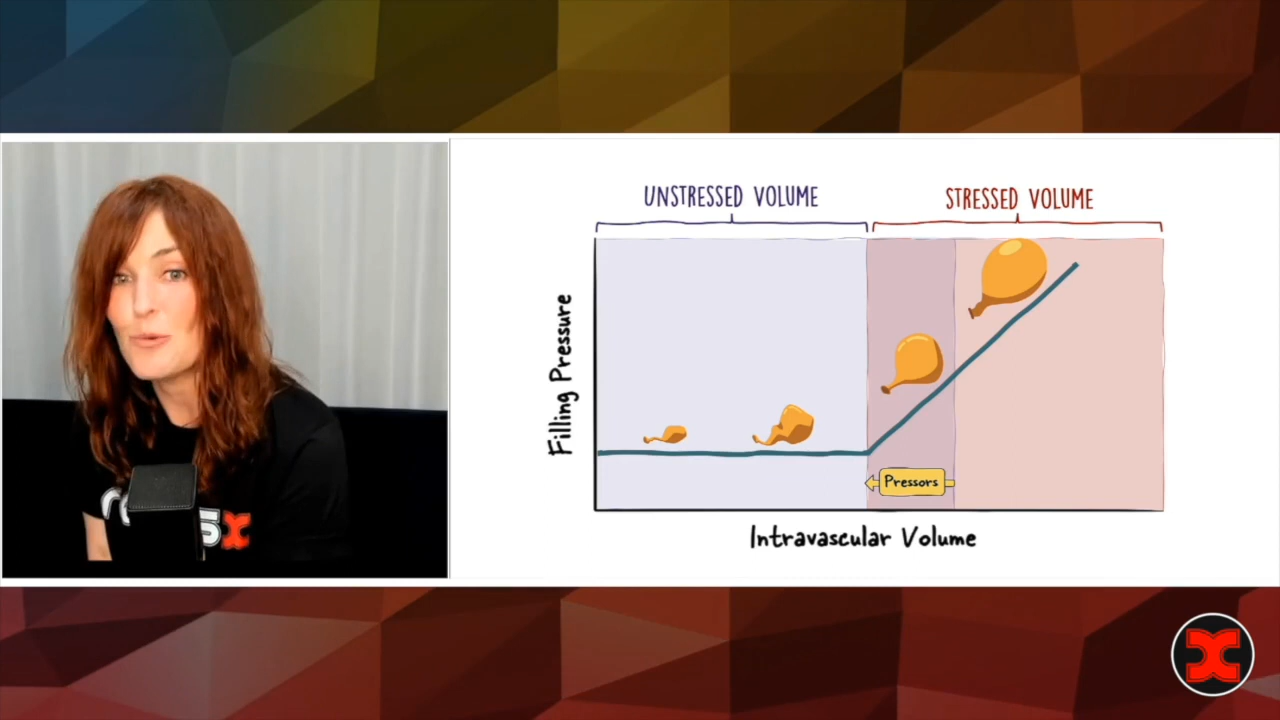 UNSTRESSED VOLUME
STRESSED VOLUME
Filling Pressure
Pressors
Intravascular Volume